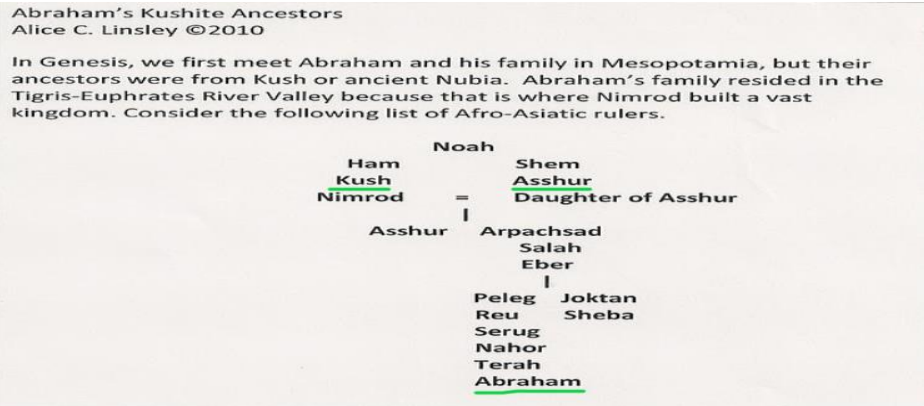 Abraham's Kushite Ancestors
Alice C. Linsley ©2010
In Genesis, we first meet Abraham and his family in Mesopotamia, but their
ancestors were from Kush or ancient Nubia. Abraham's family resided in the
Tigris-Euphrates River Valley because that is where Nimrod built a vast
kingdom. Consider the following list of Afro-Asiatic rulers.
Noah
Ham Shem
Kush Asshur
Nimrod = Daughter of Asshur
Asshur Arpachsad
Salah
Eber
Peleg Joktan
Reu Sheba
Serug
Nahor
Terah
Abraham